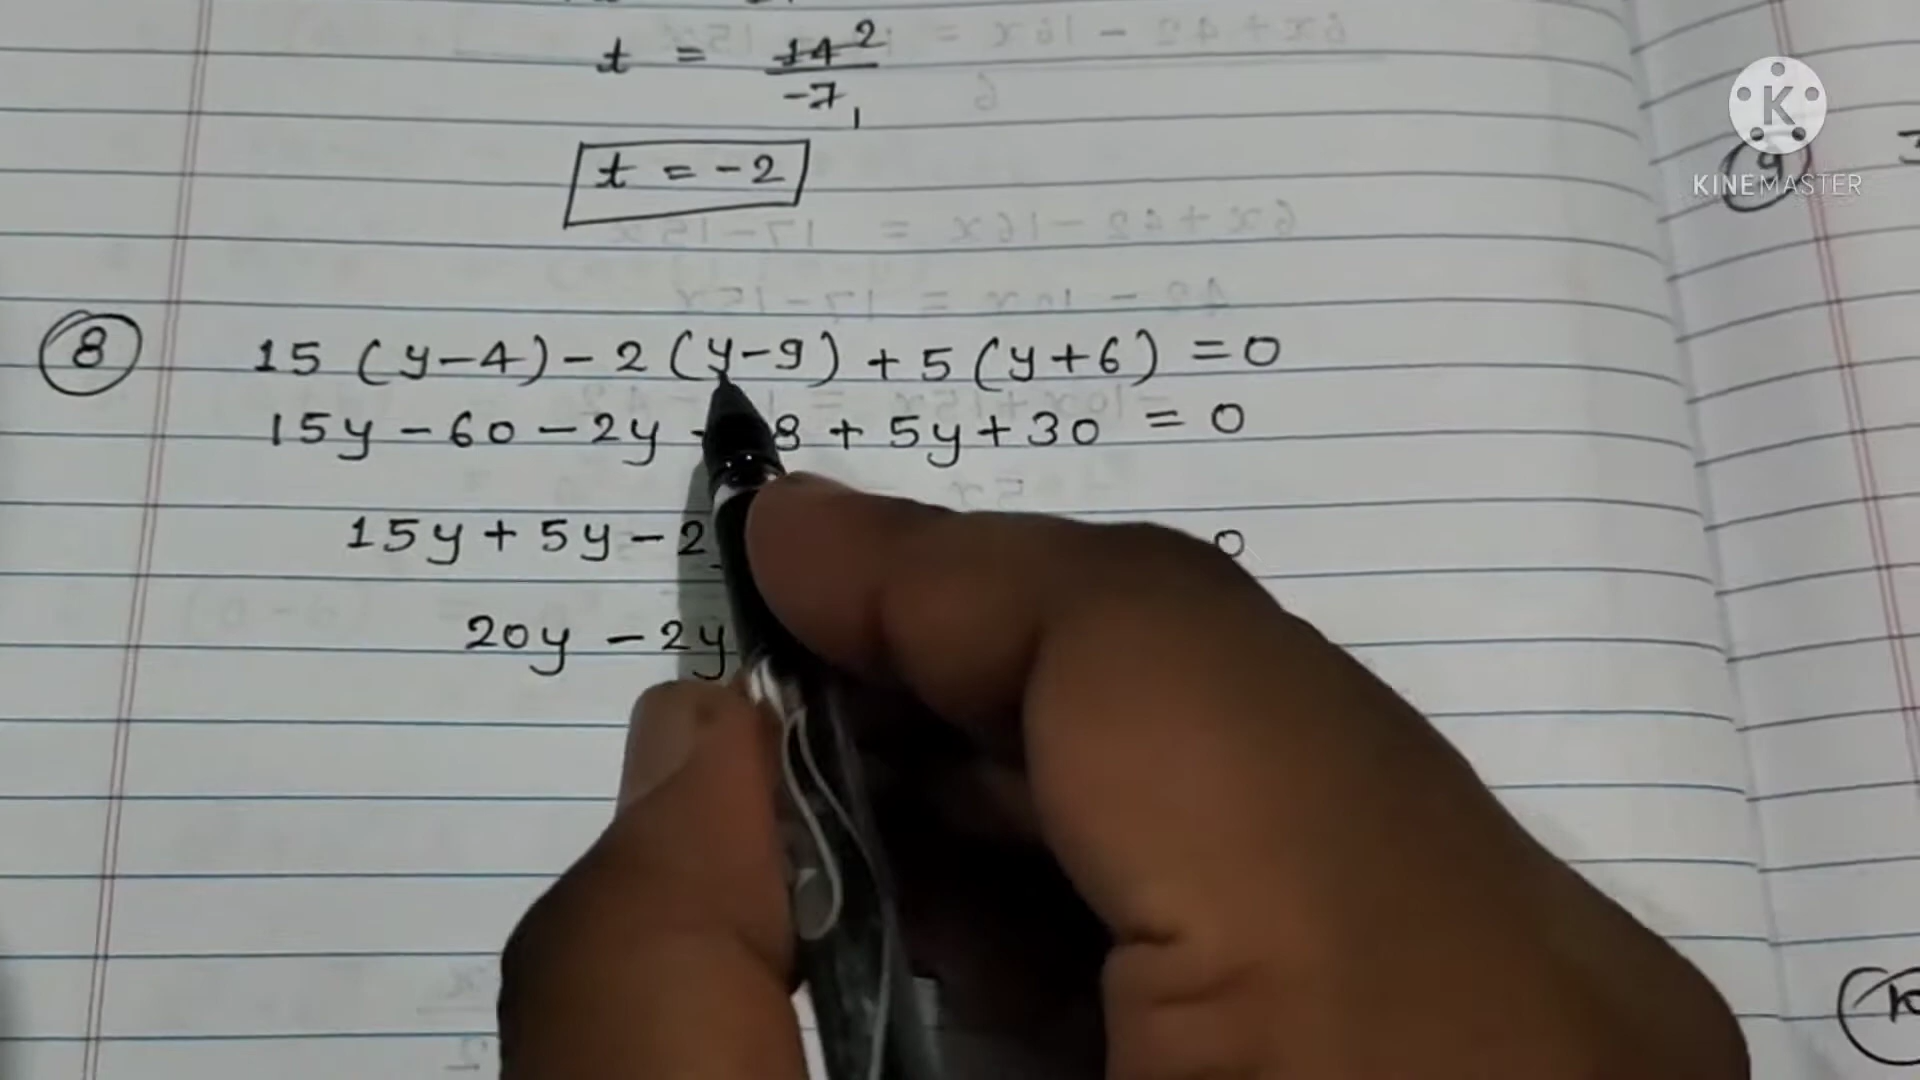 t = 14 2
-7 1
t = -2
8 15 (y-4) - 2 (y-9) + 5 (y+6) = 0
15y - 60 - 2y 8 + 5y + 30 = 0
15y + 5y - 2 0
20y - 2y
K
KINEMASTER
9